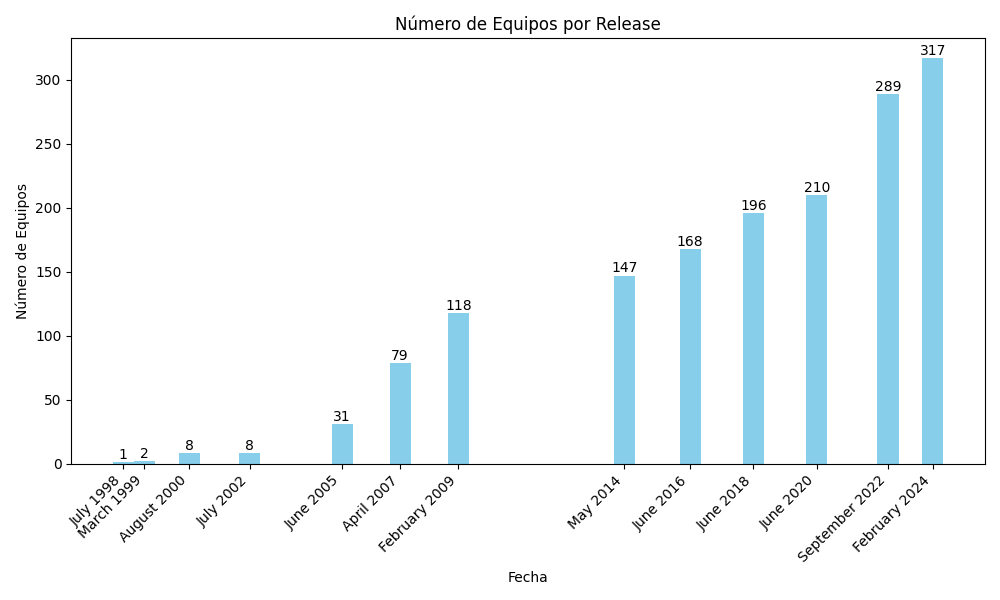 Número de Equipos por Release
Número de Equipos
300
250
200
150
100
50
0
1
2
8
8
31
79
118
147
168
196
210
289
317
July 1998
March 1999
August 2000
July 2002
June 2005
April 2007
February 2009
May 2014
June 2016
June 2018
June 2020
September 2022
February 2024
Fecha